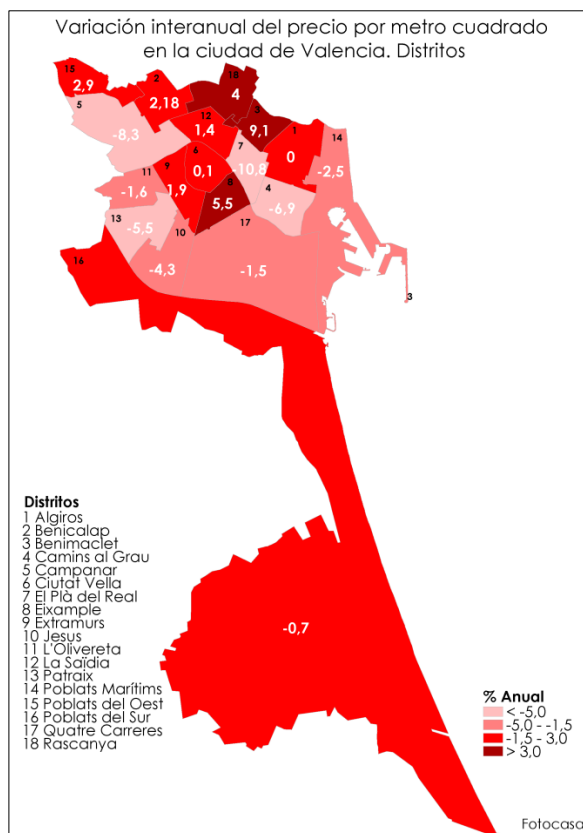 Variación interanual del precio por metro cuadrado
en la ciudad de Valencia. Distritos
15
2,9
2
2,18
18
4
5
-8,3
12
1,4
3
9,1
1
0
14
-2,5
7
-10,8
6
0,1
11
-1,6
9
1,9
8
5,5
4
-6,9
13
-5,5
10
-4,3
17
-1,5
16
3
-0,7
Distritos
1 Algiros
2 Benicalap
3 Benimaclet
4 Camins al Grau
5 Campanar
6 Ciutat Vella
7 El Plà del Real
8 Eixample
9 Extramurs
10 Jesus
11 L'Olivereta
12 La Saïdia
13 Patraix
14 Poblats Marítims
15 Poblats del Oest
16 Poblats del Sur
17 Quatre Carreres
18 Rascanya
% Anual
< -5,0
-5,0 - -1,5
-1,5 - 3,0
> 3,0
Fotocasa